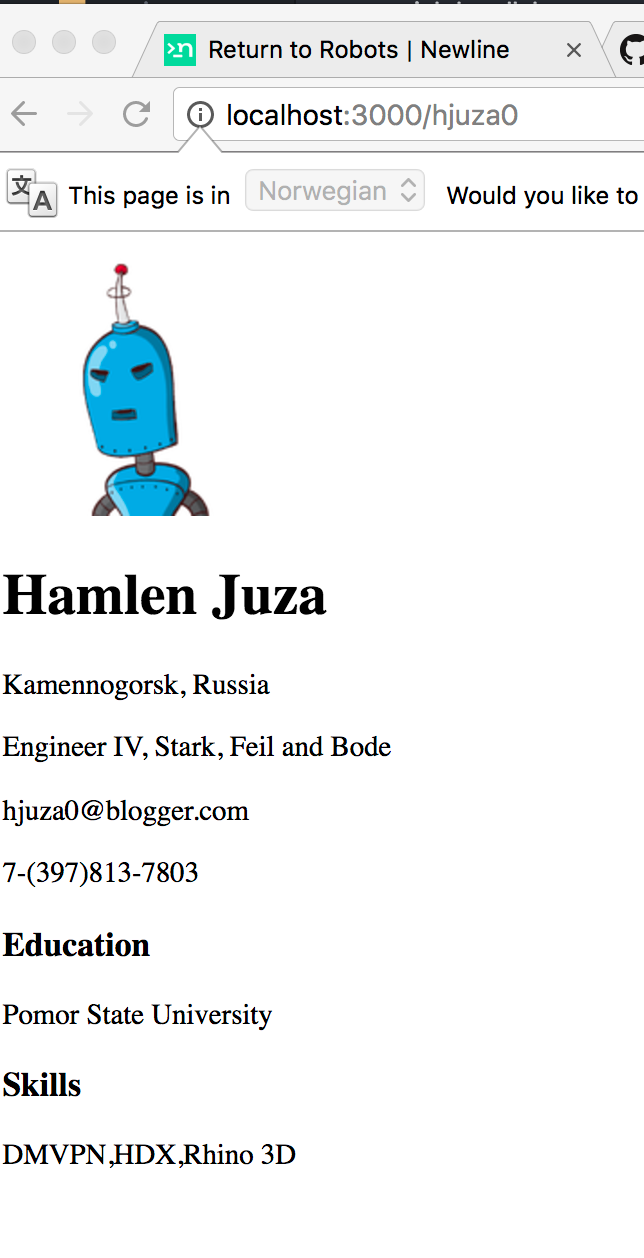 Return to Robots | Newline
localhost:3000/hjuza0
文A This page is in Norwegian Would you like to
Hamlen Juza
Kamennogorsk, Russia
Engineer IV, Stark, Feil and Bode
hjuza0@blogger.com
7-(397)813-7803
Education
Pomor State University
Skills
DMVPN,HDX,Rhino 3D